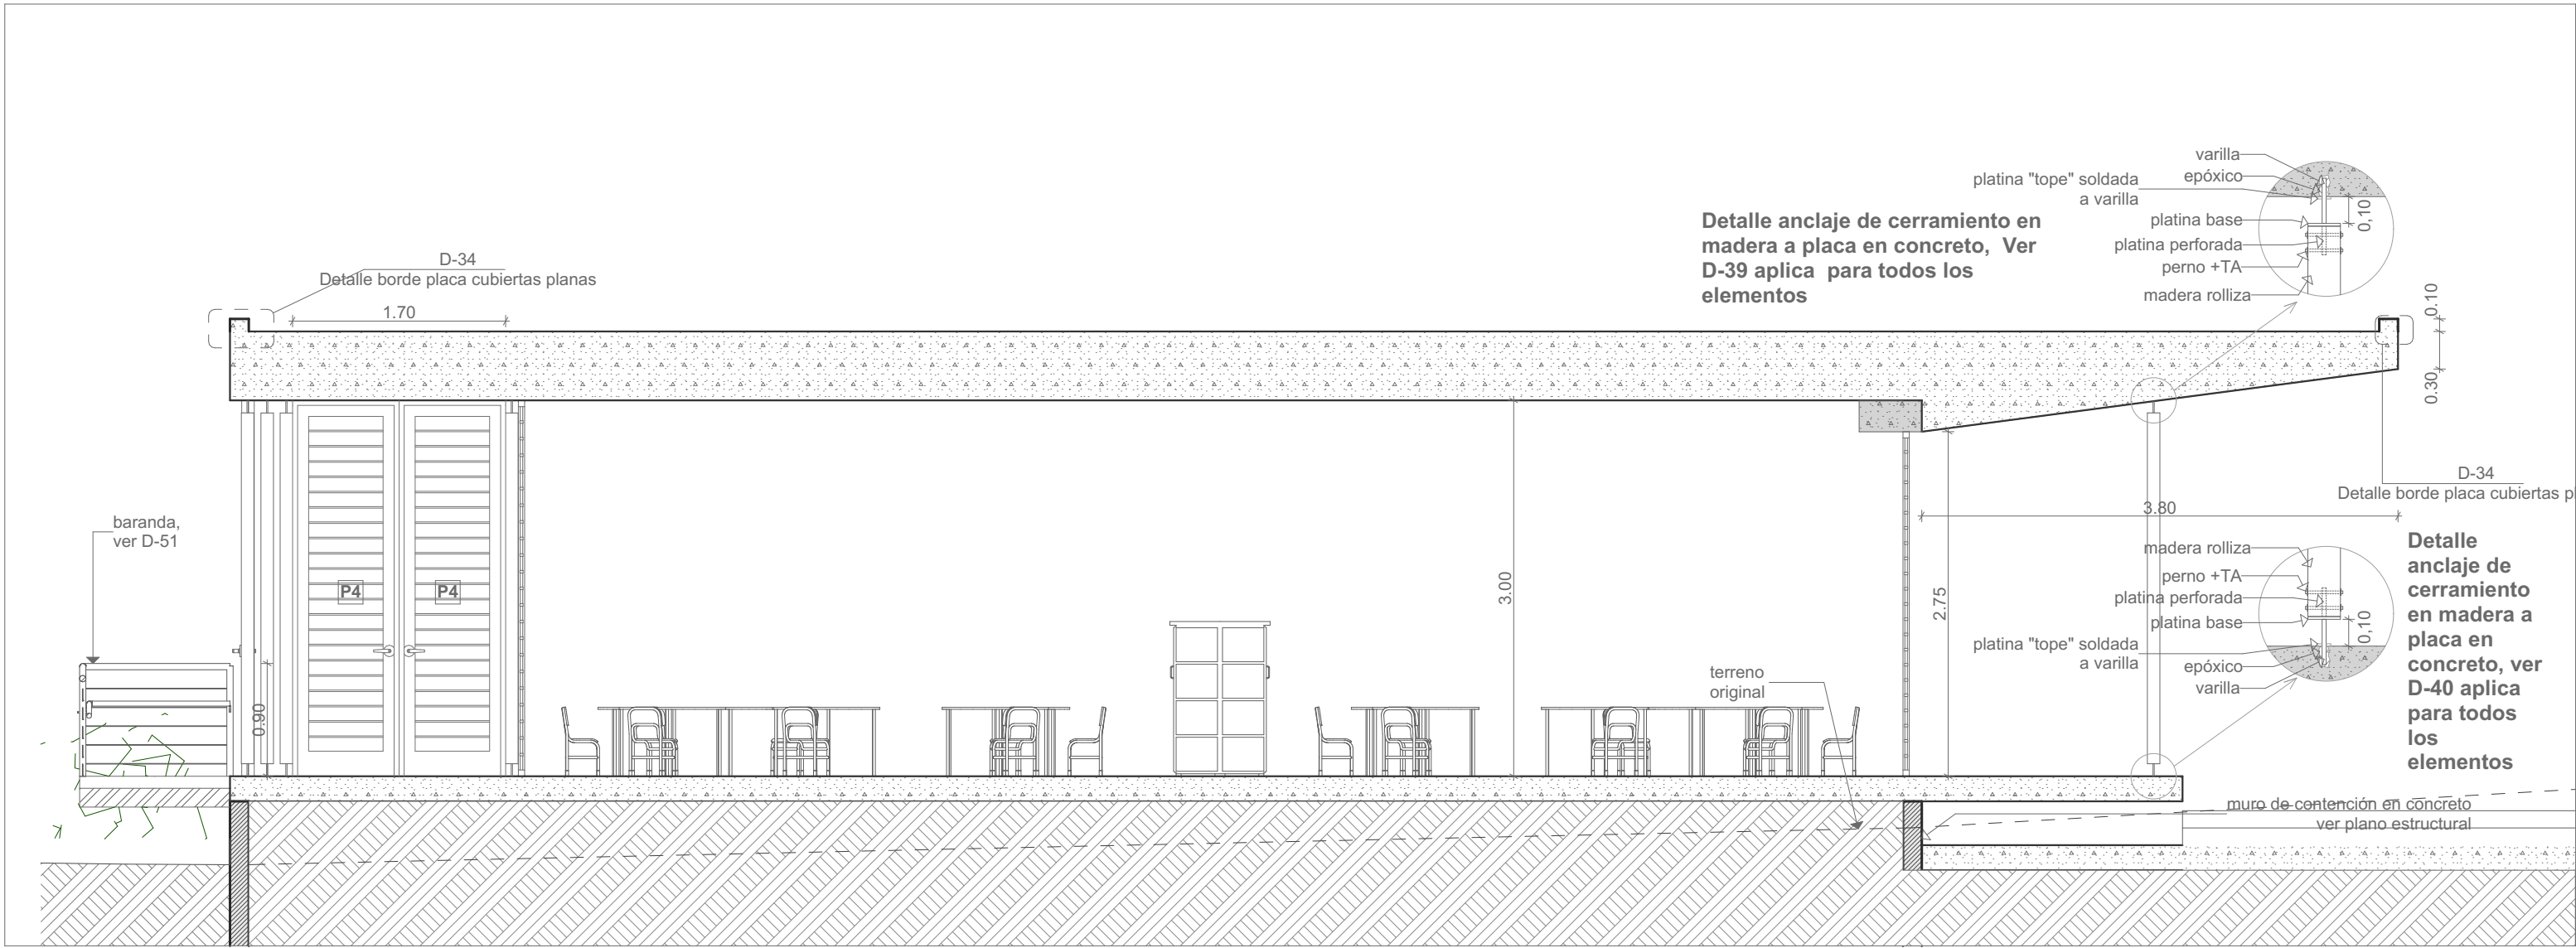 varilla
epóxico
platina "tope" soldada
a varilla
platina base
platina perforada
perno +TA
madera rolliza
0,10
Detalle anclaje de cerramiento en
madera a placa en concreto, Ver
D-39 aplica para todos los
elementos
D-34
Detalle borde placa cubiertas planas
1.70
0.10
0.30
D-34
Detalle borde placa cubiertas pl
3.80
baranda,
ver D-51
P4
P4
3.00
2.75
0.90
madera rolliza
perno +TA
platina perforada
platina base
platina "tope" soldada
a varilla
epóxico
varilla
0,10
Detalle
anclaje de
cerramiento
en madera a
placa en
concreto, ver
D-40 aplica
para todos
los
elementos
terreno
original
muro de contención en concreto
ver plano estructural